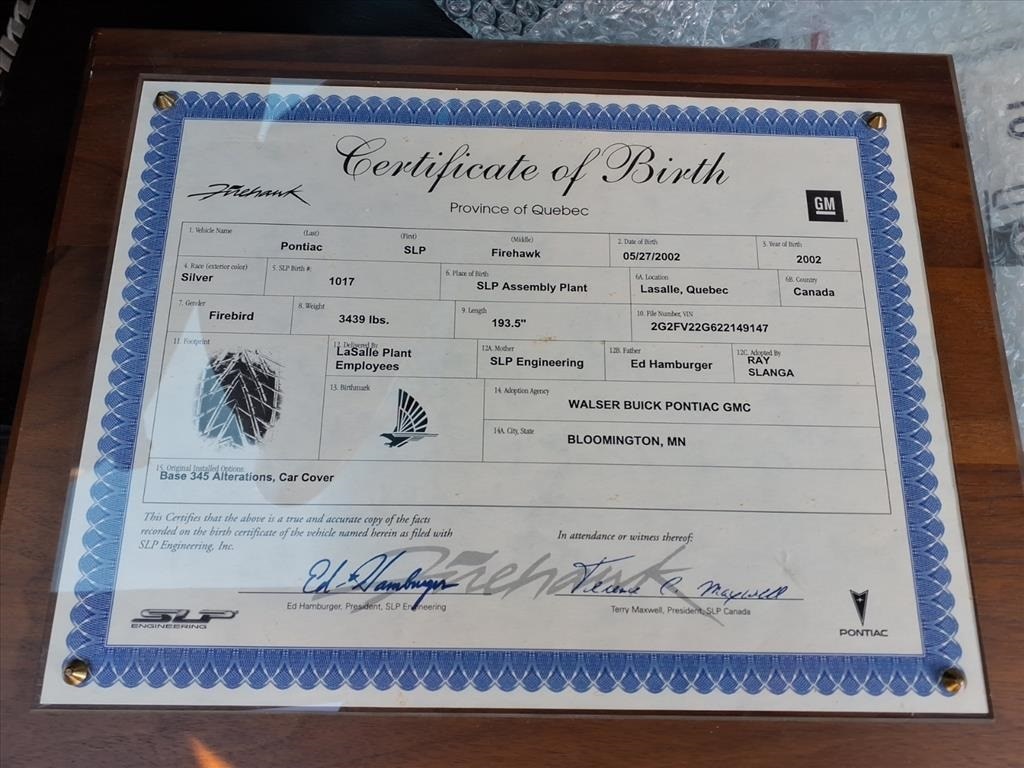 Certificate of Birth
Firehawk
Province of Quebec
GM
1. Vehicle Name
(Last)
(First)
(Middle)
Pontiac
SLP
Firehawk
2. Date of Birth
05/27/2002
3. Year of Birth
2002
4. Race (exterior color)
Silver
5. SLP Birth #:
1017
6. Place of Birth
SLP Assembly Plant
6A. Location
Lasalle, Quebec
6B. Country
Canada
7. Gender
Firebird
8. Weight
3439 lbs.
9. Length
193.5"
10. File Number, VIN
2G2FV22G622149147
11. Footprint
12. Delivered By
LaSalle Plant
Employees
12A. Mother
SLP Engineering
12B. Father
Ed Hamburger
12C. Adopted By
RAY
SLANGA
13. Birthmark
14. Adoption Agency
WALSER BUICK PONTIAC GMC
14A. City, State
BLOOMINGTON, MN
15. Original Installed Options
Base 345 Alterations, Car Cover
This Certifies that the above is a true and accurate copy of the facts
recorded on the birth certificate of the vehicle named herein as filed with
SLP Engineering, Inc.
In attendance or witness thereof:
Firehawk
Ed Hamburger
Terence C Maxwell
Ed Hamburger, President, SLP Engineering
Terry Maxwell, President, SLP Canada
SLP
ENGINEERING
PONTIAC